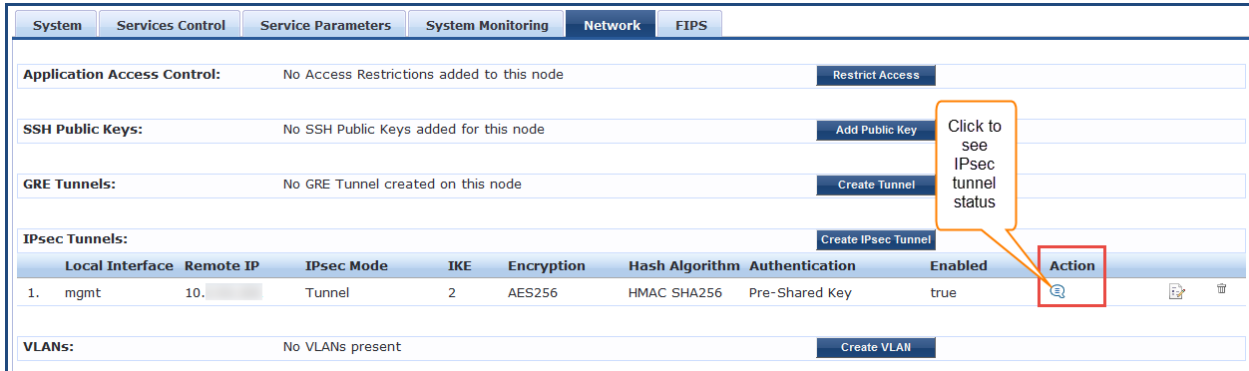 System Services Control Service Parameters System Monitoring Network FIPS
Application Access Control: No Access Restrictions added to this node Restrict Access
SSH Public Keys: No SSH Public Keys added for this node Add Public Key
Click to
see
IPsec
tunnel
status
GRE Tunnels: No GRE Tunnel created on this node Create Tunnel
IPsec Tunnels: Create IPsec Tunnel
Local Interface Remote IP IPsec Mode IKE Encryption Hash Algorithm Authentication Enabled Action
1. mgmt 10. Tunnel 2 AES256 HMAC SHA256 Pre-Shared Key true
VLANs: No VLANs present Create VLAN